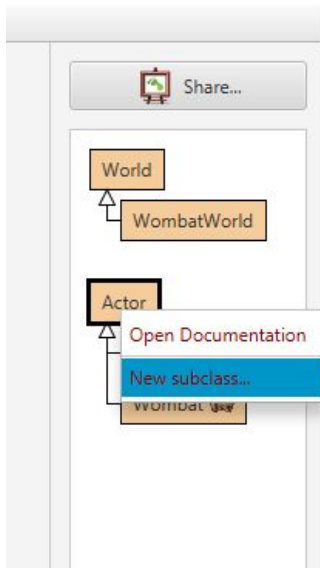 Share...
World
WombatWorld
Actor
Open Documentation
New subclass...
Wombat